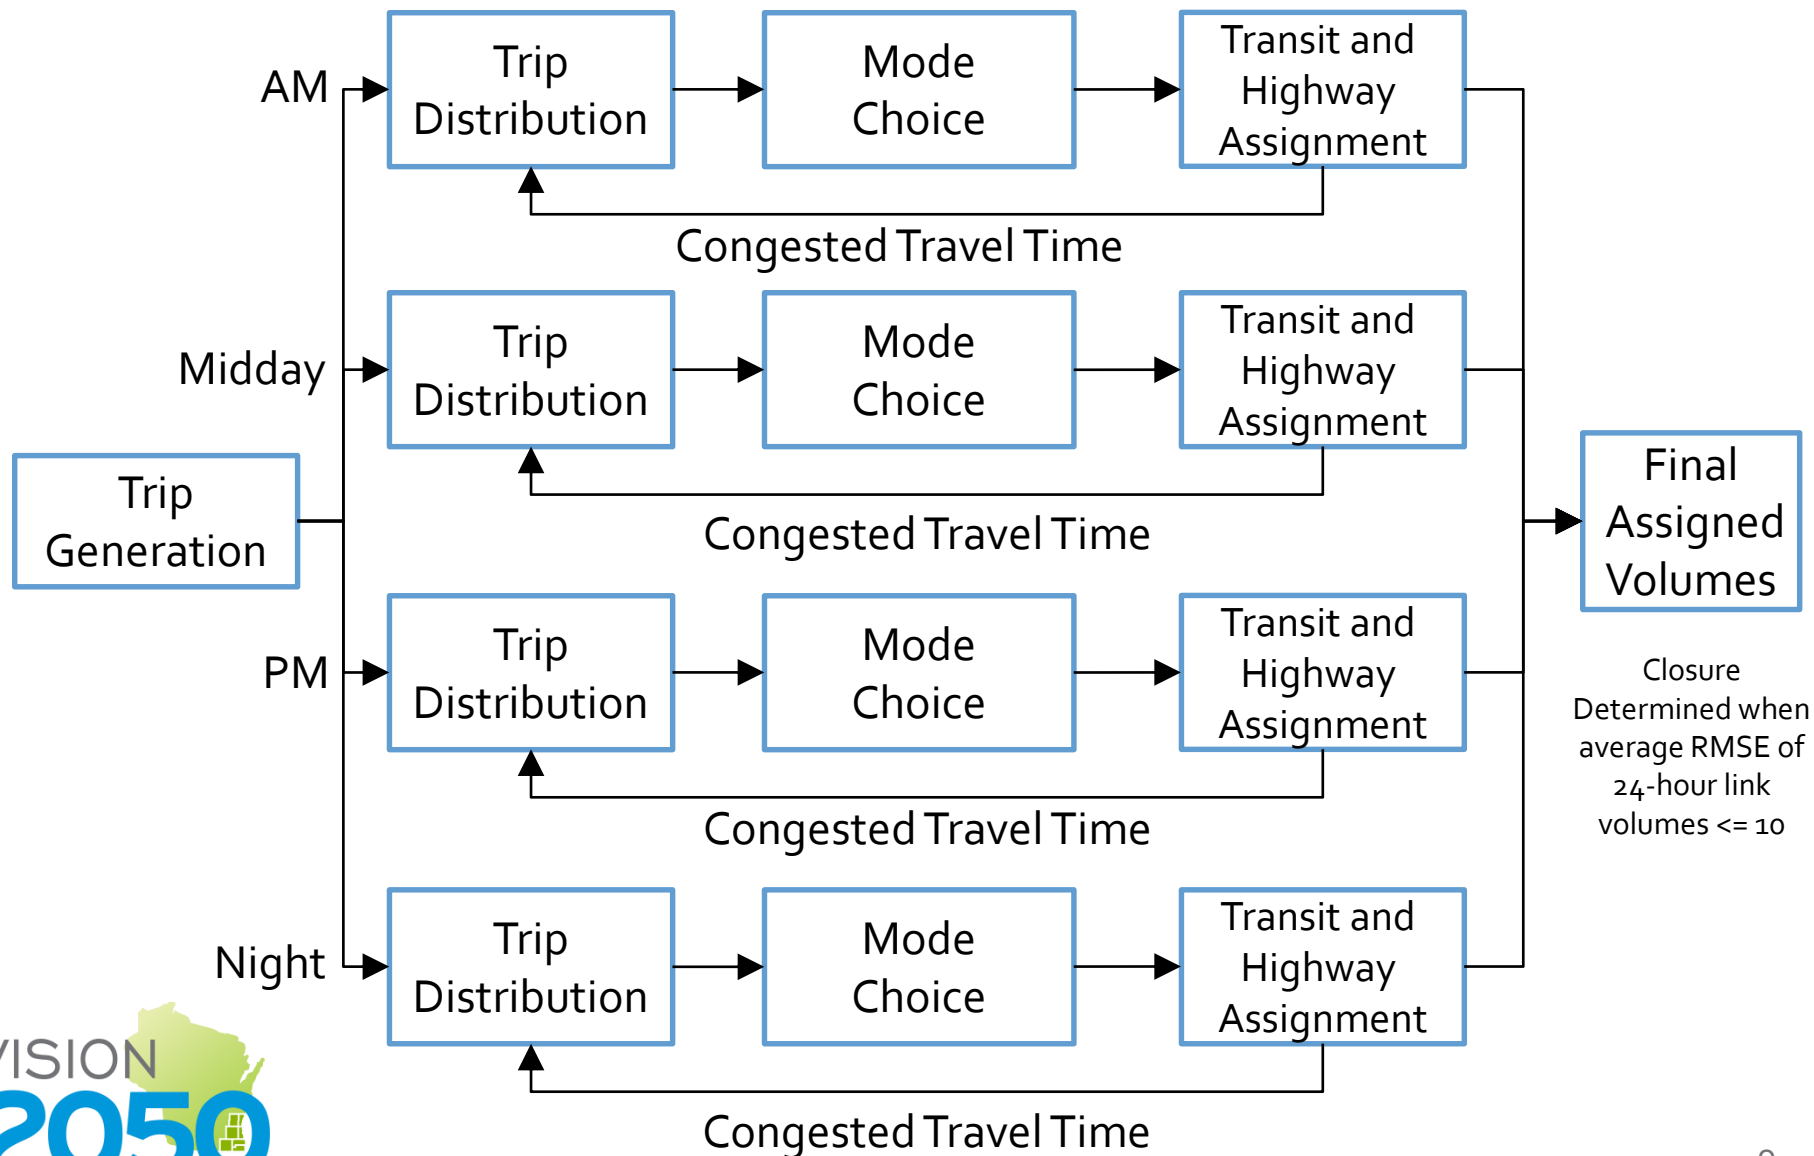 AM
Trip
Distribution
Mode
Choice
Transit and
Highway
Assignment
Congested Travel Time
Midday
Trip
Distribution
Mode
Choice
Transit and
Highway
Assignment
Congested Travel Time
Trip
Generation
Final
Assigned
Volumes
Closure
Determined when
average RMSE of
24-hour link
volumes <= 10
PM
Trip
Distribution
Mode
Choice
Transit and
Highway
Assignment
Congested Travel Time
Night
Trip
Distribution
Mode
Choice
Transit and
Highway
Assignment
Congested Travel Time
VISION
2050